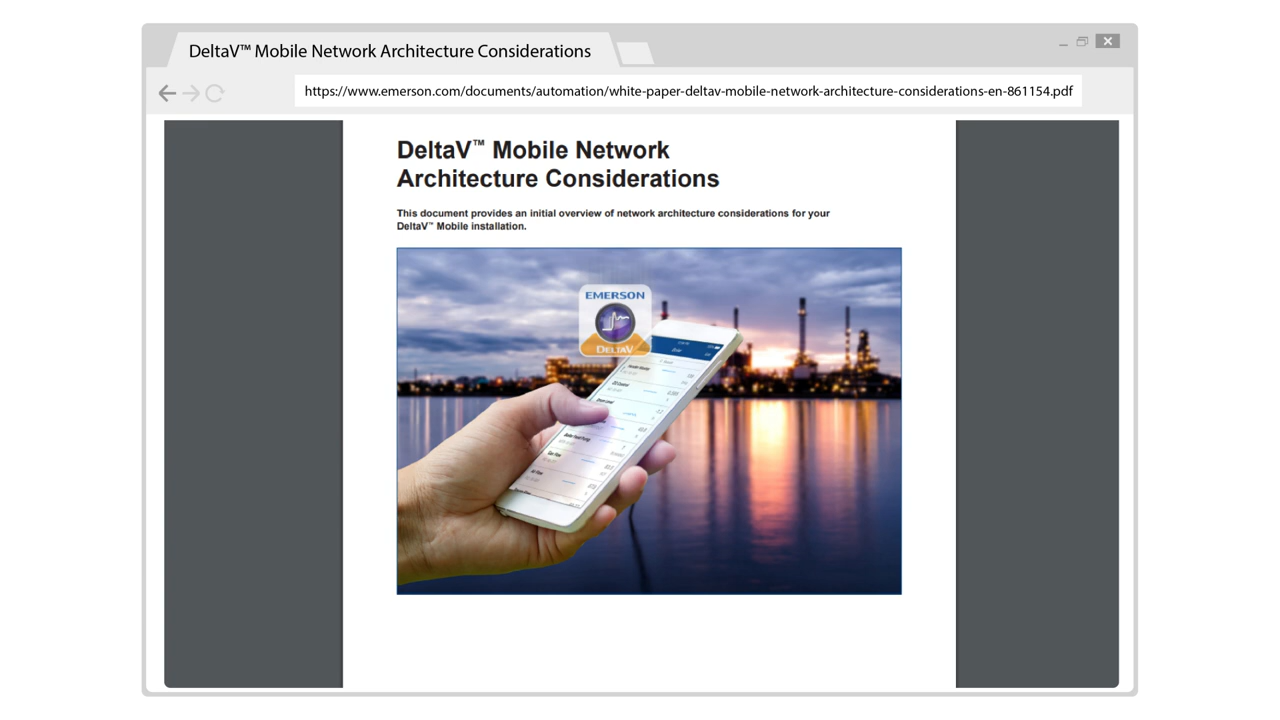 DeltaV™ Mobile Network Architecture Considerations
https://www.emerson.com/documents/automation/white-paper-deltav-mobile-network-architecture-considerations-en-861154.pdf
DeltaV™ Mobile Network
Architecture Considerations
This document provides an initial overview of network architecture considerations for your
DeltaV™ Mobile installation.
EMERSON
DELTAV